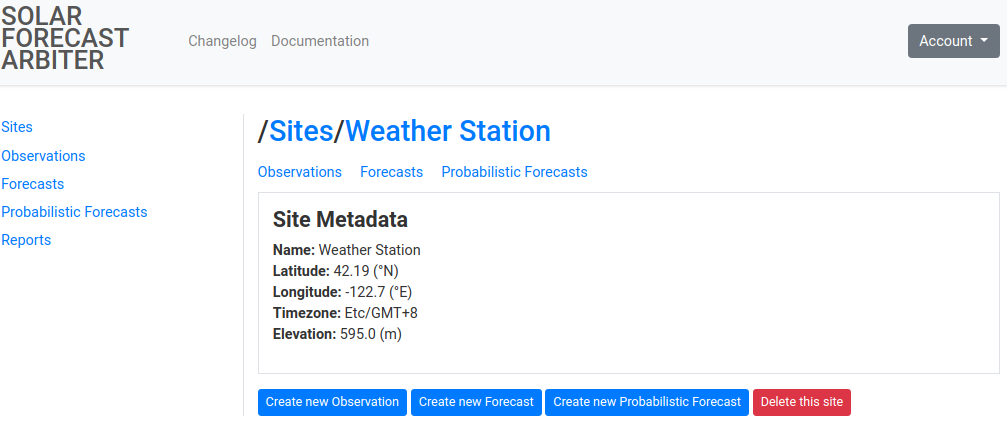 SOLAR
FORECAST
ARBITER
Changelog Documentation
Account
Sites
Observations
Forecasts
Probabilistic Forecasts
Reports
/Sites/Weather Station
Observations Forecasts Probabilistic Forecasts
Site Metadata
Name: Weather Station
Latitude: 42.19 (°N)
Longitude: -122.7 (°E)
Timezone: Etc/GMT+8
Elevation: 595.0 (m)
Create new Observation Create new Forecast Create new Probabilistic Forecast Delete this site